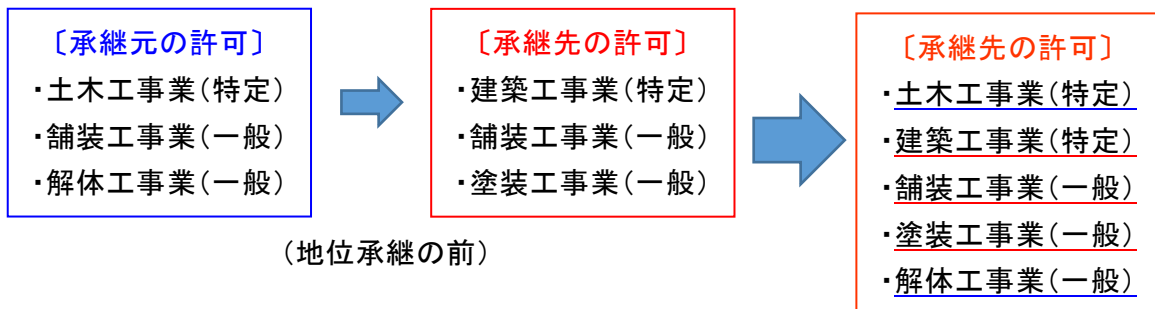 〔承継元の許可〕
・土木工事業(特定)
・舗装工事業(一般)
・解体工事業(一般)
〔承継先の許可〕
・建築工事業(特定)
・舗装工事業(一般)
・塗装工事業(一般)
(地位承継の前)
〔承継先の許可〕
・土木工事業(特定)
・建築工事業(特定)
・舗装工事業(一般)
・塗装工事業(一般)
・解体工事業(一般)